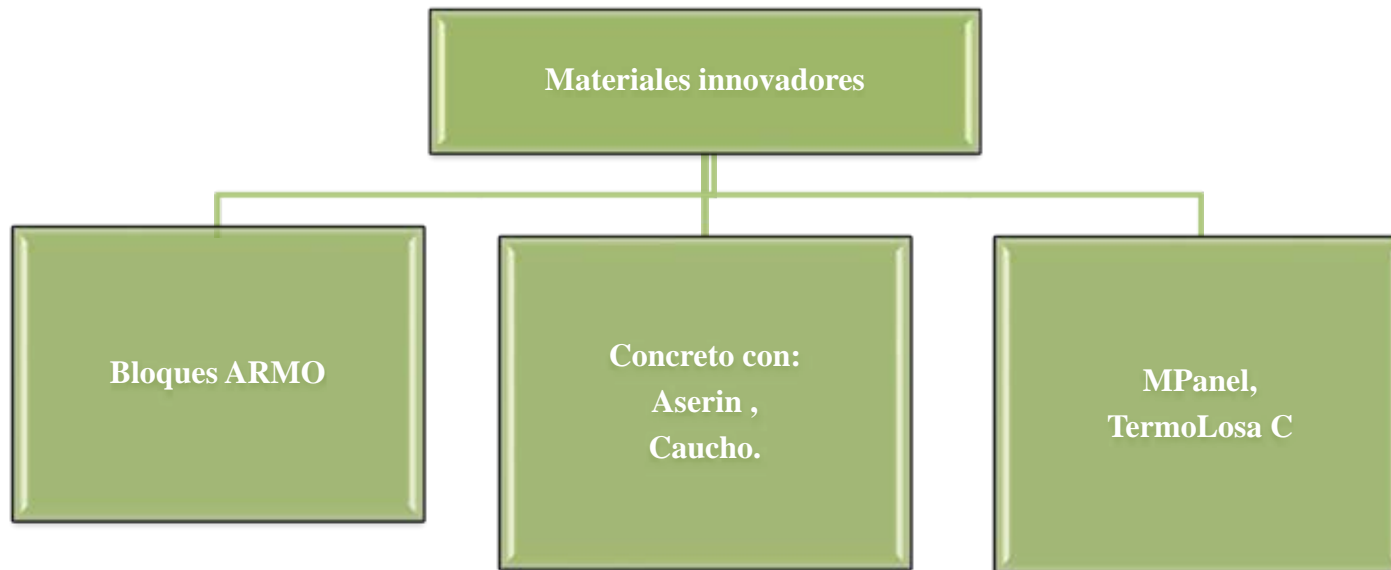 Materiales innovadores
Bloques ARMO
Concreto con:
Aserin ,
Caucho.
MPanel,
TermoLosa C